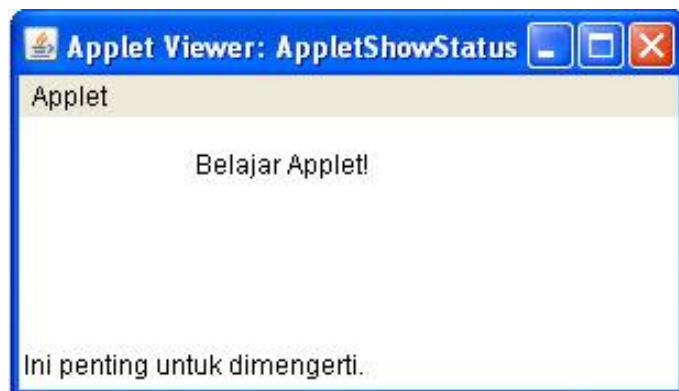 Applet Viewer: AppletShowStatus
Applet
Belajar Applet!
Ini penting untuk dimengerti.